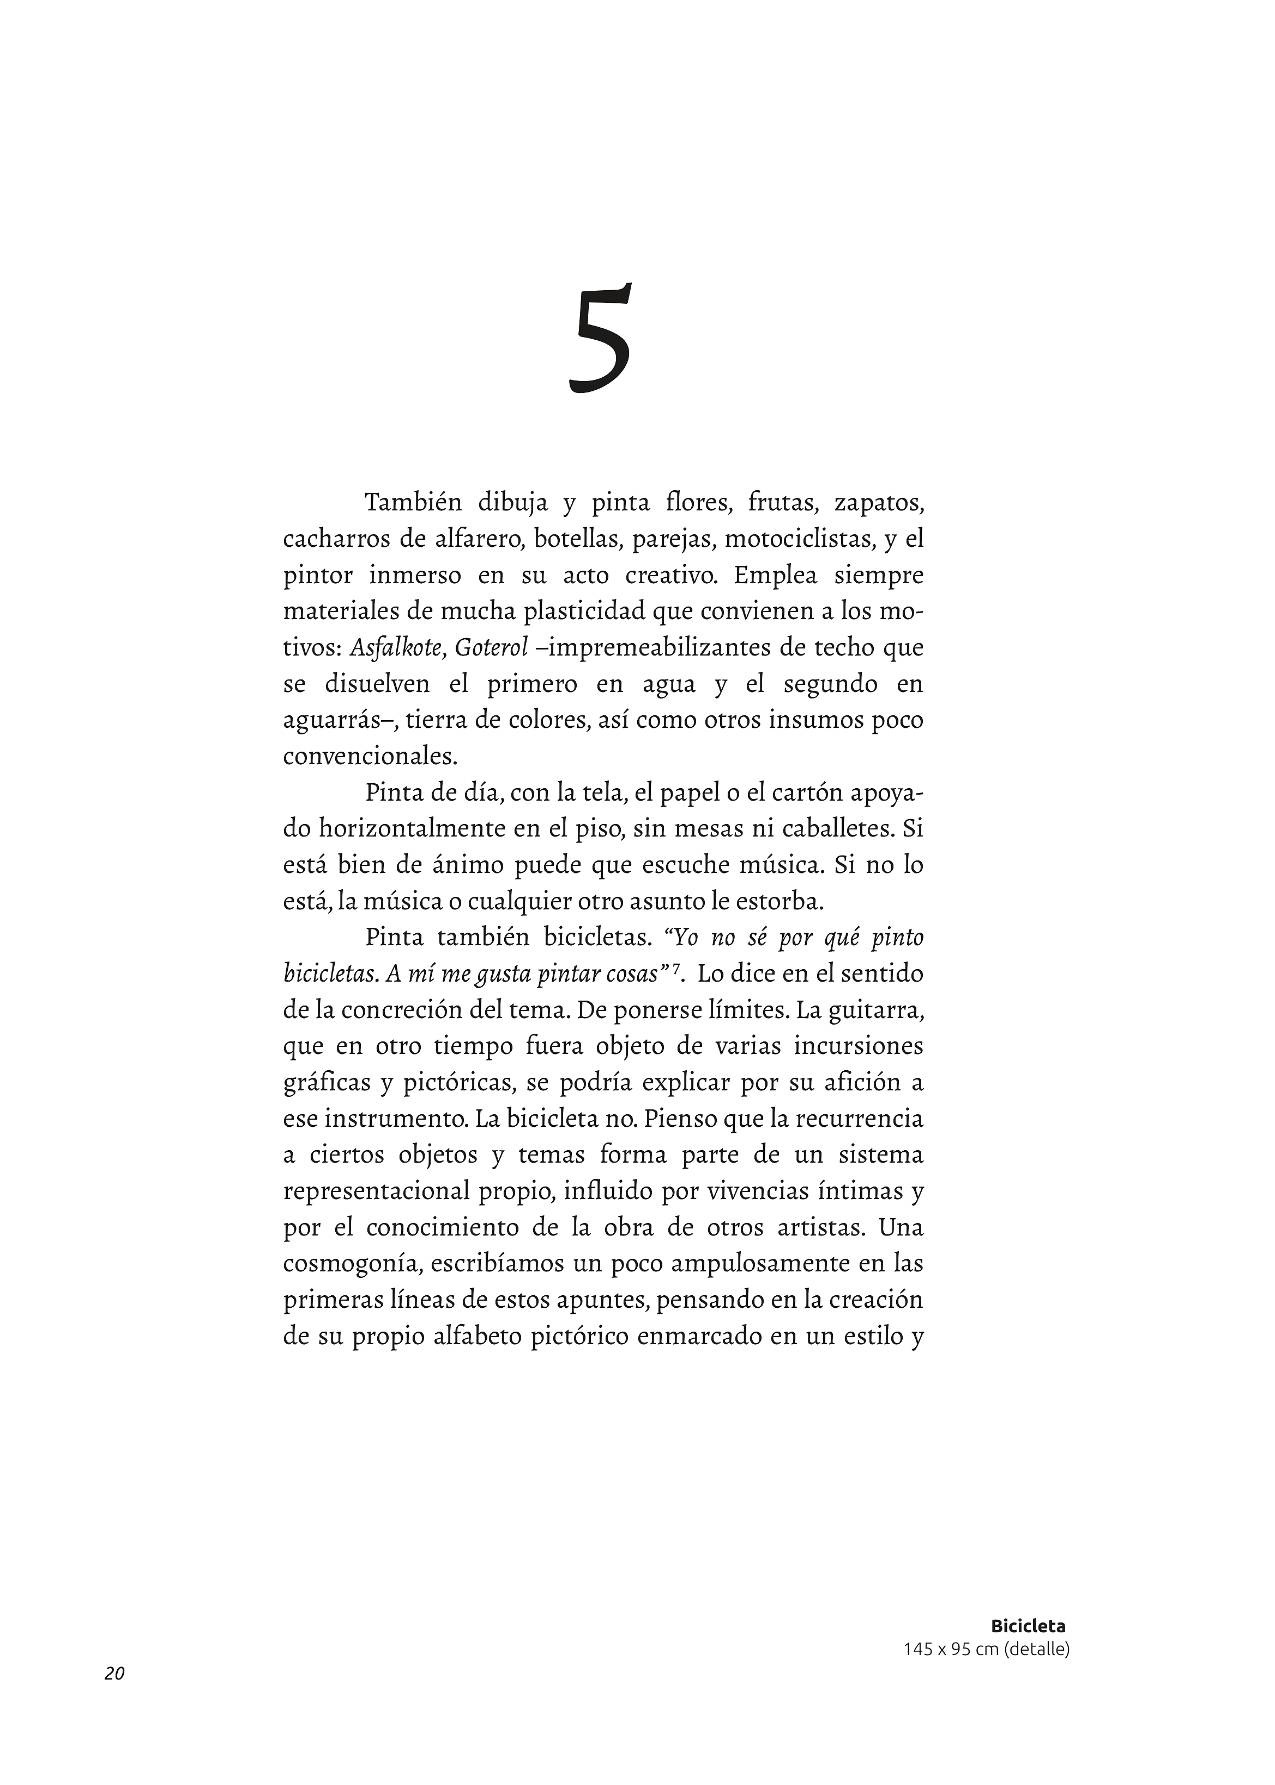 5
También dibuja y pinta flores, frutas, zapatos,
cacharros de alfarero, botellas, parejas, motociclistas, y el
pintor inmerso en su acto creativo. Emplea siempre
materiales de mucha plasticidad que convienen a los mo-
tivos: Asfalkote, Goterol –impremeabilizantes de techo que
se disuelven el primero en agua y el segundo en
aguarrás–, tierra de colores, así como otros insumos poco
convencionales.
Pinta de día, con la tela, el papel o el cartón apoya-
do horizontalmente en el piso, sin mesas ni caballetes. Si
está bien de ánimo puede que escuche música. Si no lo
está, la música o cualquier otro asunto le estorba.
Pinta también bicicletas. “Yo no sé por qué pinto
bicicletas. A mí me gusta pintar cosas”⁷. Lo dice en el sentido
de la concreción del tema. De ponerse límites. La guitarra,
que en otro tiempo fuera objeto de varias incursiones
gráficas y pictóricas, se podría explicar por su afición a
ese instrumento. La bicicleta no. Pienso que la recurrencia
a ciertos objetos y temas forma parte de un sistema
representacional propio, influido por vivencias íntimas y
por el conocimiento de la obra de otros artistas. Una
cosmogonía, escribíamos un poco ampulosamente en las
primeras líneas de estos apuntes, pensando en la creación
de su propio alfabeto pictórico enmarcado en un estilo y
Bicicleta
145 x 95 cm (detalle)
20